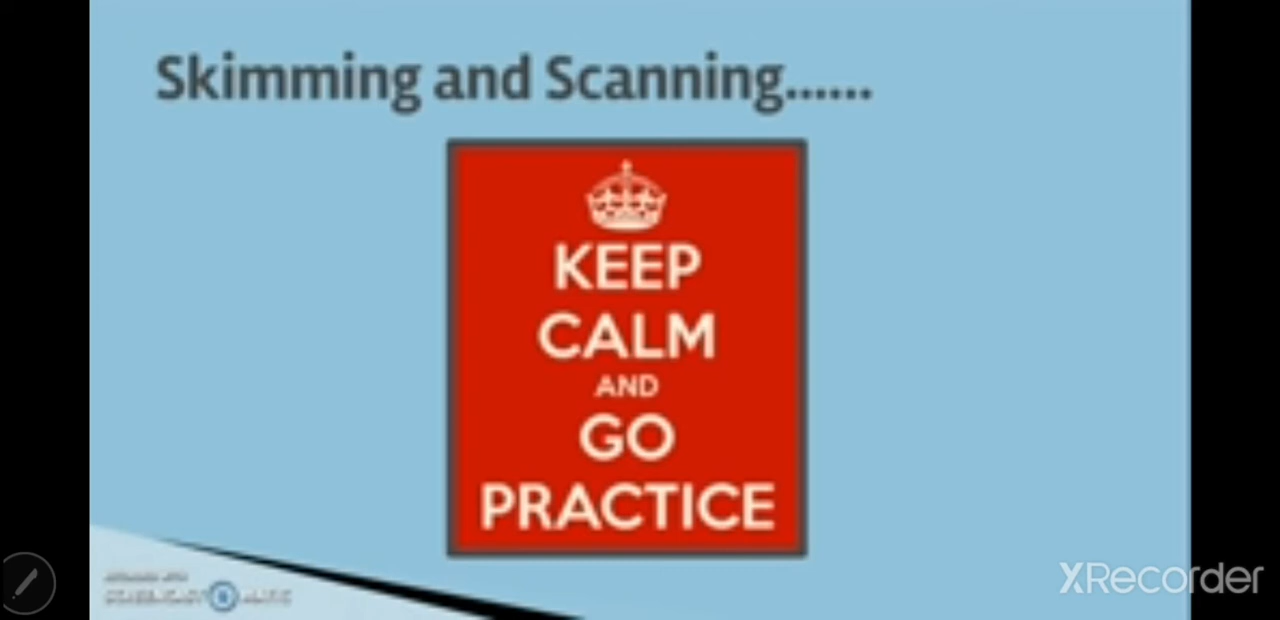 Skimming and Scanning......
KEEP
CALM
AND
GO
PRACTICE
XRecorder